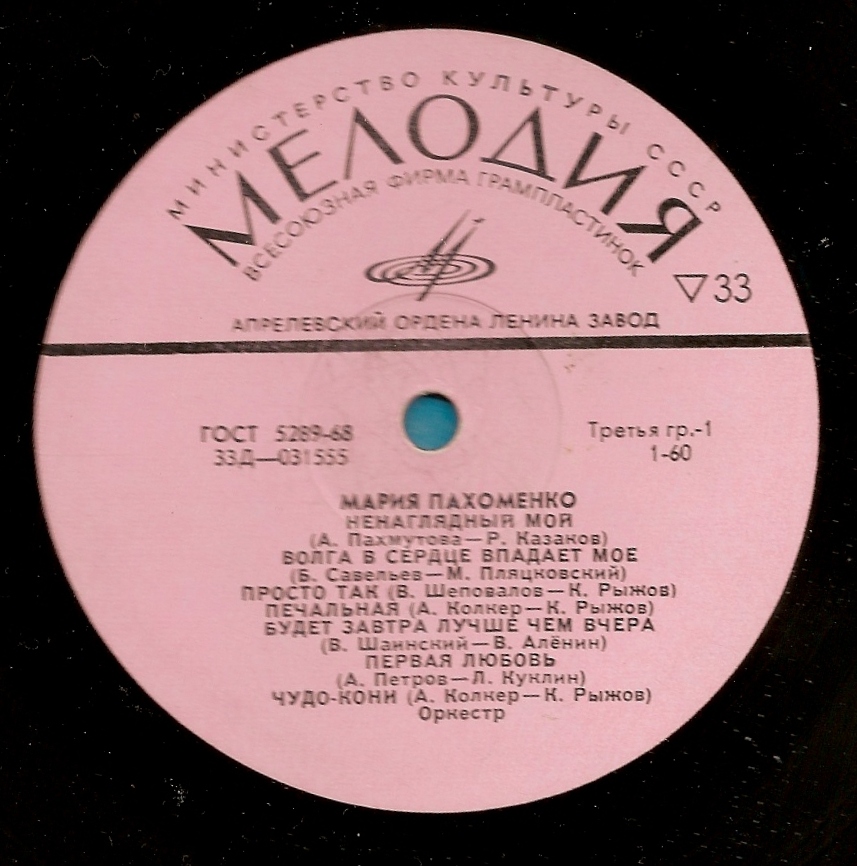 МИНИСТЕРСТВО КУЛЬТУРЫ СССР
МЕЛОДИЯ
ВСЕСОЮЗНАЯ ФИРМА ГРАМПЛАСТИНОК
▽33
АПРЕЛЕВСКИЙ ОРДЕНА ЛЕНИНА ЗАВОД
ГОСТ 5289-68
Третья гр.-1
33Д—031555
1-60
МАРИЯ ПАХОМЕНКО
НЕНАГЛЯДНЫЙ МОЙ
(А. Пахмутова—Р. Казакова)
ВОЛГА В СЕРДЦЕ ВПАДАЕТ МОЕ
(Б. Савельев—М. Пляцковский)
ПРОСТО ТАК (В. Шеповалов—К. Рыжов)
ПЕЧАЛЬНАЯ (А. Колкер—К. Рыжов)
БУДЕТ ЗАВТРА ЛУЧШЕ ЧЕМ ВЧЕРА
(В. Шаинский—В. Алёнин)
ПЕРВАЯ ЛЮБОВЬ
(А. Петров—Л. Куклин)
ЧУДО-КОНИ (А. Колкер—К. Рыжов)
Оркестр